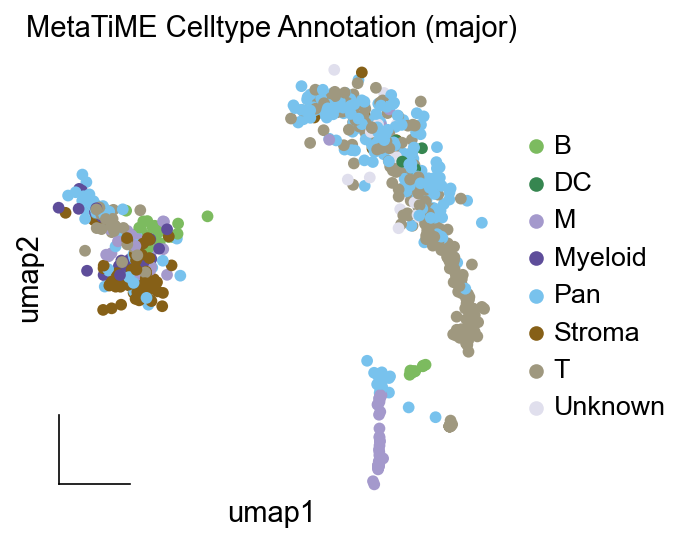 MetaTiME Celltype Annotation (major)
B
DC
M
Myeloid
Pan
Stroma
T
Unknown
umap2
umap1